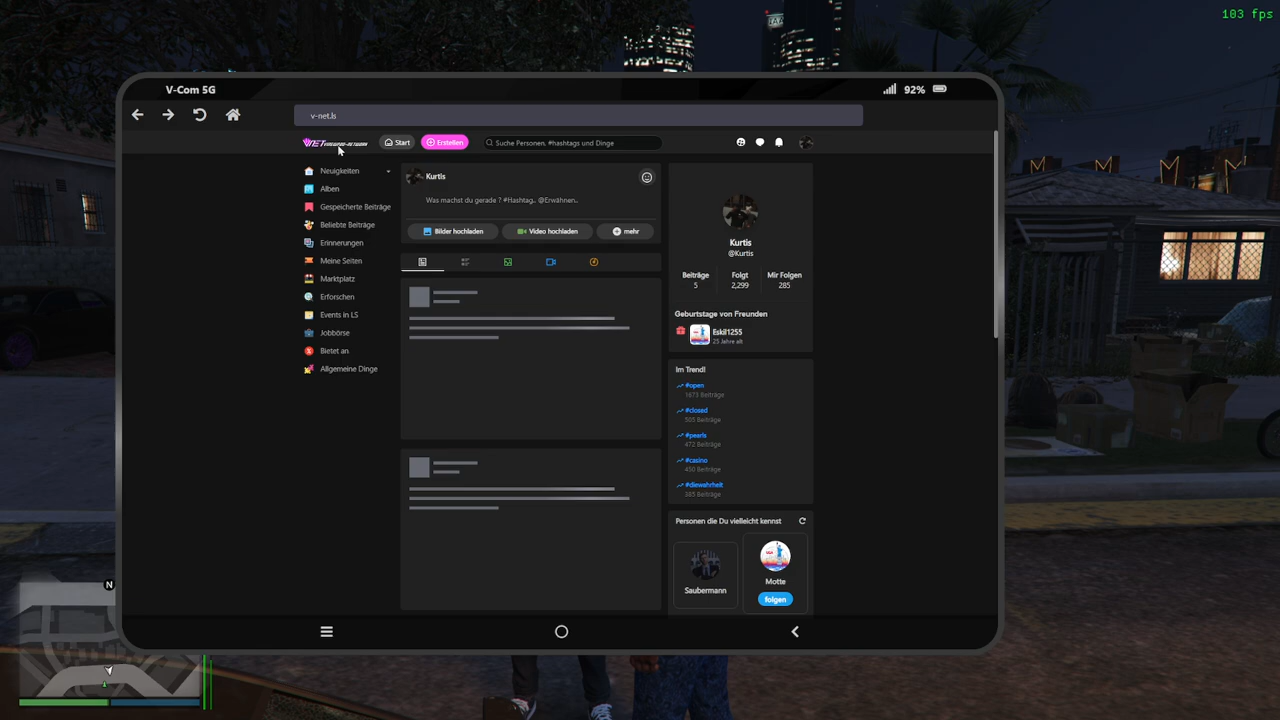 103 fps
V-Com 5G
92%
v-net.ls
VNET
Start
Erstellen
Suche Personen, #hashtags und Dinge
Neuigkeiten
Alben
Gespeicherte Beiträge
Beliebte Beiträge
Erinnerungen
Meine Seiten
Marktplatz
Erforschen
Events in LS
Jobbörse
Bietet an
Allgemeine Dinge
Kurtis
Was machst du gerade ? #Hashtag.. @Erwähnen..
Bilder hochladen
Video hochladen
mehr
Kurtis
@Kurtis
Beiträge
5
Folgt
2,299
Mir Folgen
285
Geburtstage von Freunden
Eskil1255
25 Jahre alt
Im Trend!
#open
1673 Beiträge
#closed
505 Beiträge
#pearls
472 Beiträge
#casino
450 Beiträge
#diewahrheit
385 Beiträge
Personen die Du vielleicht kennst
Saubermann
Motte
folgen
N